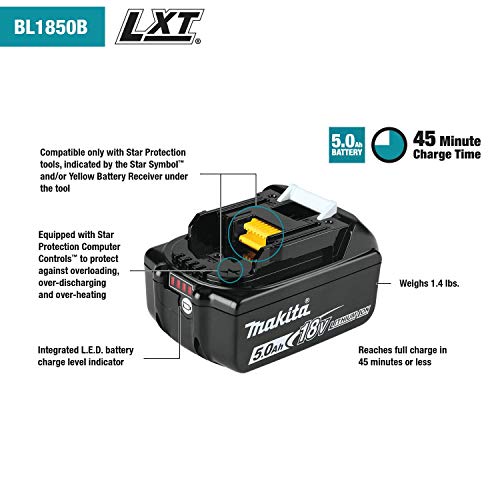 BL1850B
LXT®
Compatible only with Star Protection
tools, indicated by the Star Symbol™
and/or Yellow Battery Receiver under
the tool
5.0Ah
BATTERY
45 Minute
Charge Time
Equipped with Star
Protection Computer
Controls™ to protect
against overloading,
over-discharging
and over-heating
Weighs 1.4 lbs.
Integrated L.E.D. battery
charge level indicator
makita
5.0Ah 18V LITHIUM-ION
Reaches full charge in
45 minutes or less